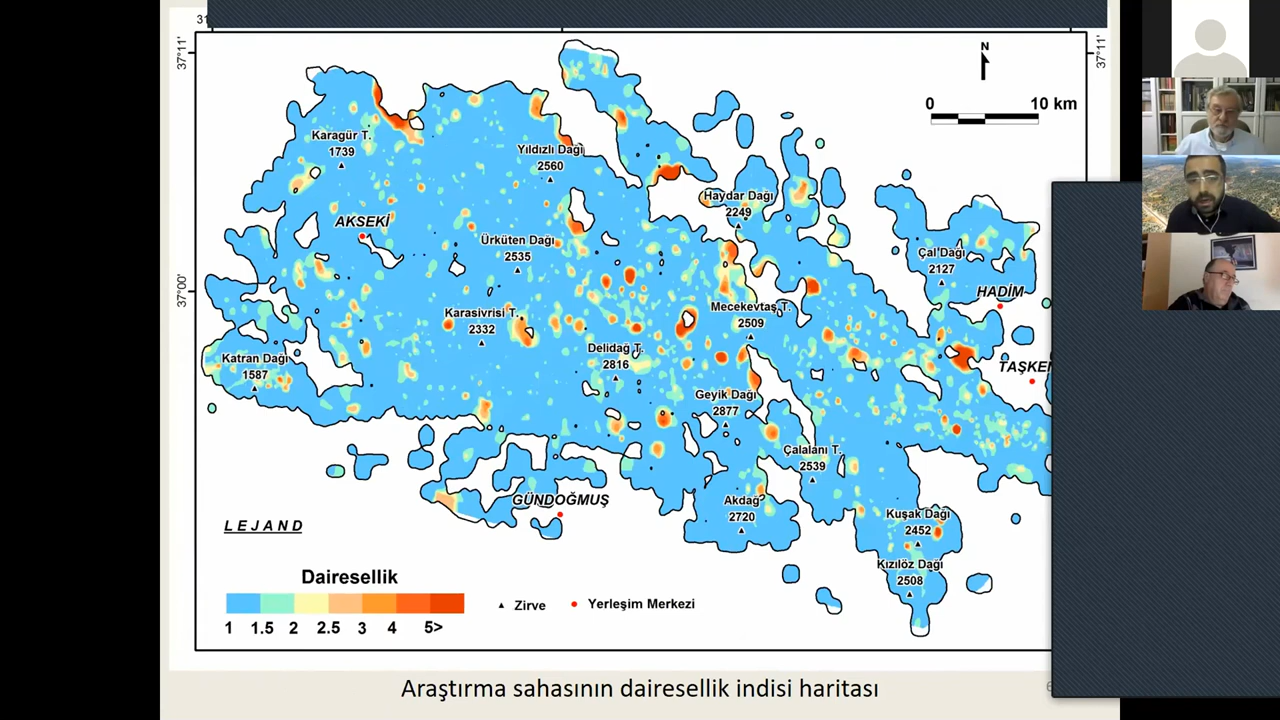 31
37°11'
37°11'
N
0 10 km
Karagür T.
1739
Yıldızlı Dağı
2560
Haydar Dağı
2249
AKSEKİ
Ürküten Dağı
2535
Çal Dağı
2127
HADİM
37°00'
Karasivrisi T.
2332
Mecekevtaş T.
2509
Delidağ T.
2816
Katran Dağı
1587
TAŞKEN
Geyik Dağı
2877
Çalalanı T.
2539
GÜNDOĞMUŞ
Akdağ
2720
Kuşak Dağı
2452
Kızılöz Dağı
2508
LEJAND
Dairesellik
1 1.5 2 2.5 3 4 5>
Zirve
Yerleşim Merkezi
Araştırma sahasının dairesellik indisi haritası